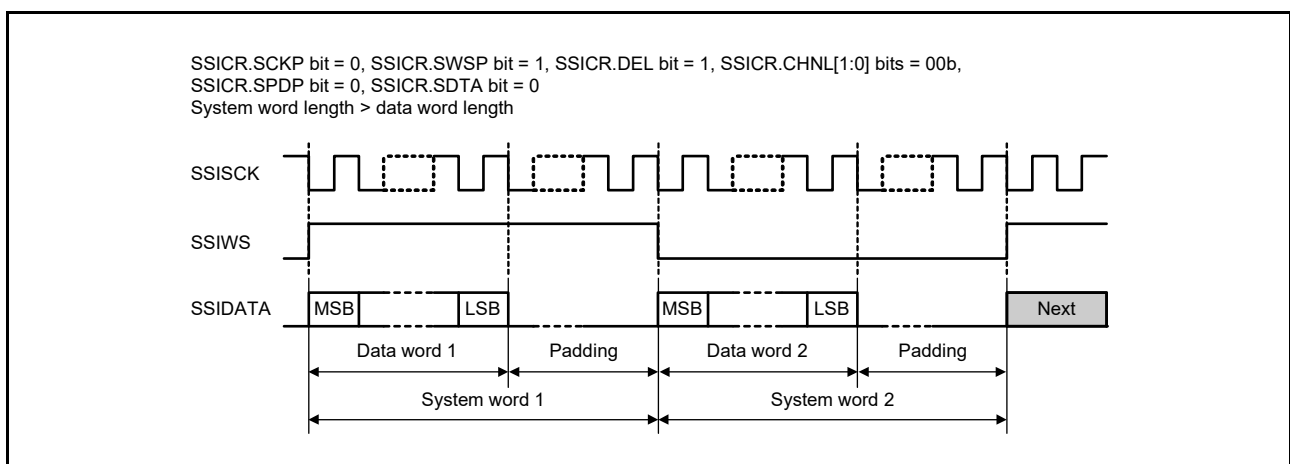 SSICR.SCKP bit = 0, SSICR.SWSP bit = 1, SSICR.DEL bit = 1, SSICR.CHNL[1:0] bits = 00b,
SSICR.SPDP bit = 0, SSICR.SDTA bit = 0
System word length > data word length
SSISCK
SSIWS
SSIDATA MSB LSB MSB LSB Next
Data word 1 Padding Data word 2 Padding
System word 1 System word 2